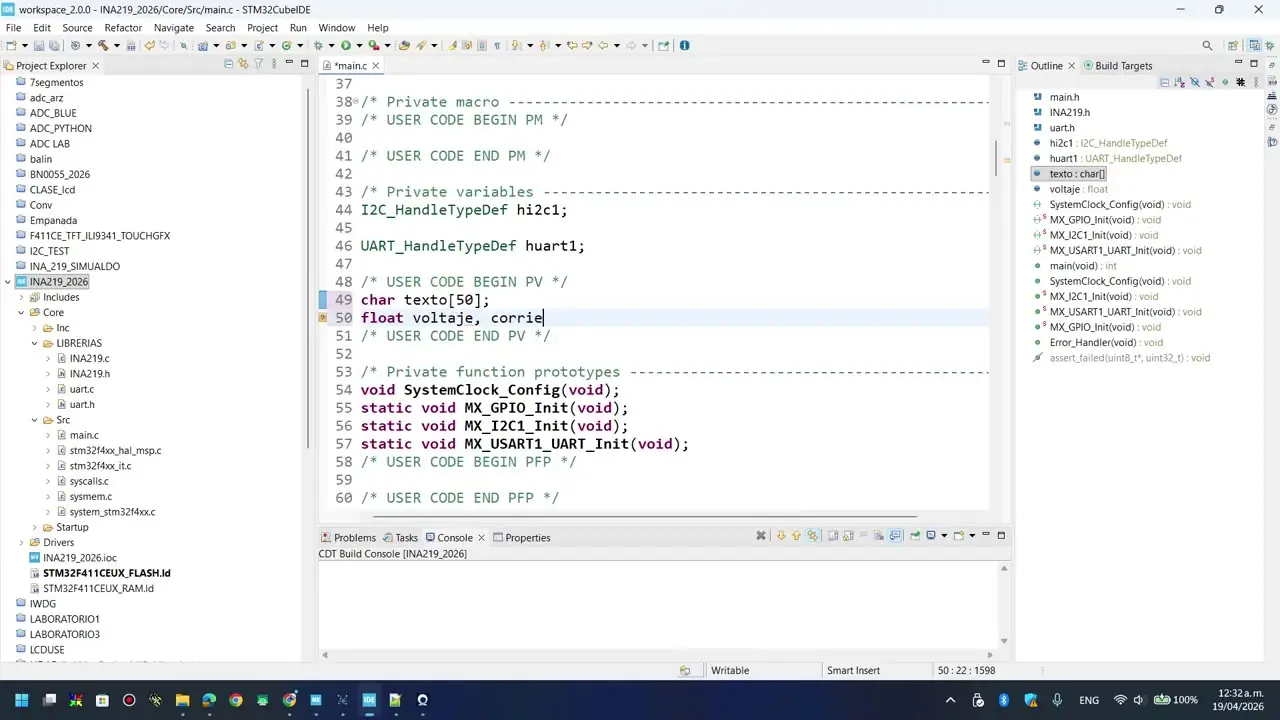 workspace_2.0.0 - INA219_2026/Core/Src/main.c - STM32CubeIDE
File Edit Source Refactor Navigate Search Project Run Window Help
Project Explorer
7segmentos
adc_arz
ADC_BLUE
ADC_PYTHON
ADC LAB
balin
BN0055_2026
CLASE_lcd
Conv
Empanada
F411CE_TFT_ILI9341_TOUCHGFX
I2C_TEST
INA_219_SIMUALDO
INA219_2026
Includes
Core
Inc
LIBRERIAS
INA219.c
INA219.h
uart.c
uart.h
Src
main.c
stm32f4xx_hal_msp.c
stm32f4xx_it.c
syscalls.c
sysmem.c
system_stm32f4xx.c
Startup
Drivers
INA219_2026.ioc
STM32F411CEUX_FLASH.ld
STM32F411CEUX_RAM.ld
IWDG
LABORATORIO1
LABORATORIO3
LCDUSE
*main.c
37
38 /* Private macro -------------------------------------------------------
39 /* USER CODE BEGIN PM */
40
41 /* USER CODE END PM */
42
43 /* Private variables ---------------------------------------------------
44 I2C_HandleTypeDef hi2c1;
45
46 UART_HandleTypeDef huart1;
47
48 /* USER CODE BEGIN PV */
49 char texto[50];
50 float voltaje, corrie
51 /* USER CODE END PV */
52
53 /* Private function prototypes -----------------------------------------
54 void SystemClock_Config(void);
55 static void MX_GPIO_Init(void);
56 static void MX_I2C1_Init(void);
57 static void MX_USART1_UART_Init(void);
58 /* USER CODE BEGIN PFP */
59
60 /* USER CODE END PFP */
Problems Tasks Console Properties
CDT Build Console [INA219_2026]
Outline Build Targets
main.h
INA219.h
uart.h
hi2c1 : I2C_HandleTypeDef
huart1 : UART_HandleTypeDef
texto : char[]
voltaje : float
SystemClock_Config(void) : void
MX_GPIO_Init(void) : void
MX_I2C1_Init(void) : void
MX_USART1_UART_Init(void) : void
main(void) : int
SystemClock_Config(void) : void
MX_I2C1_Init(void) : void
MX_USART1_UART_Init(void) : void
MX_GPIO_Init(void) : void
Error_Handler(void) : void
assert_failed(uint8_t*, uint32_t) : void
Writable Smart Insert 50 : 22 : 1598
ENG 100% 12:32 a. m.
19/04/2026